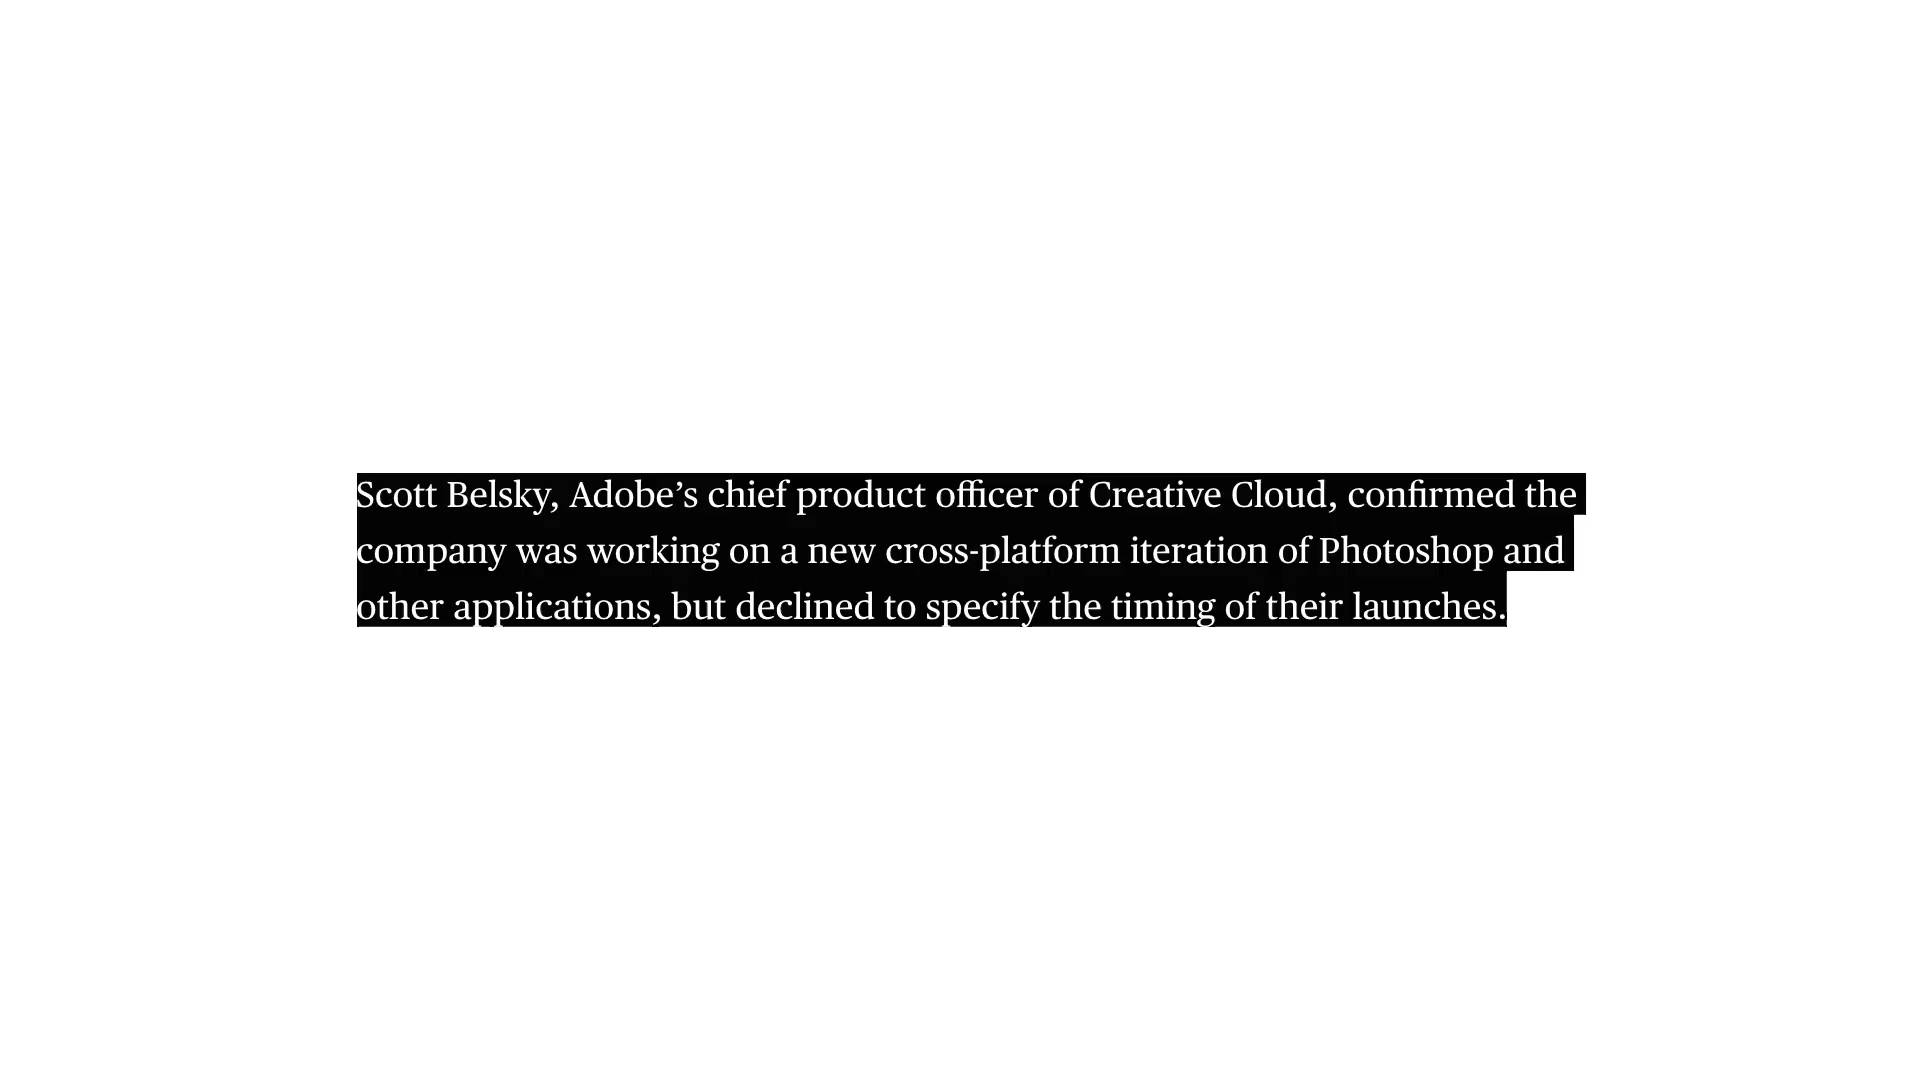 Scott Belsky, Adobe’s chief product officer of Creative Cloud, confirmed the
company was working on a new cross-platform iteration of Photoshop and
other applications, but declined to specify the timing of their launches.